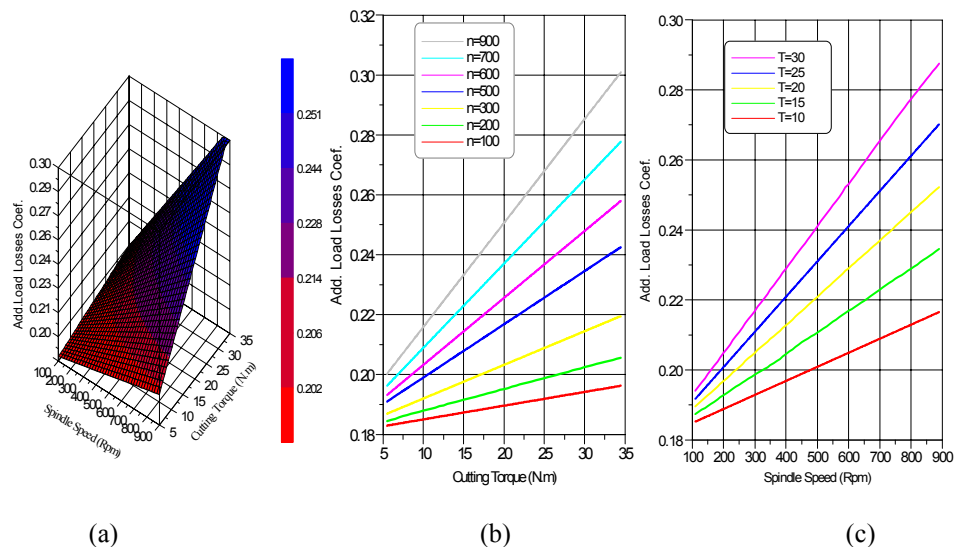 Add.Load Losses Coef.
0.30
0.29
0.28
0.27
0.26
0.25
0.24
0.23
0.22
0.21
0.20
100
200
300
400
500
600
700
800
900
Spindle Speed (Rpm)
5
10
15
20
25
30
35
Cutting Torque (N.m)
0.251
0.244
0.228
0.214
0.206
0.202
(a)
Add. Load Losses Coef.
0.32
0.30
0.28
0.26
0.24
0.22
0.20
0.18
n=900
n=700
n=600
n=500
n=300
n=200
n=100
5 10 15 20 25 30 35
Cutting Torque (N.m)
(b)
Add. Load Losses Coef.
0.30
0.28
0.26
0.24
0.22
0.20
0.18
T=30
T=25
T=20
T=15
T=10
100 200 300 400 500 600 700 800 900
Spindle Speed (Rpm)
(c)